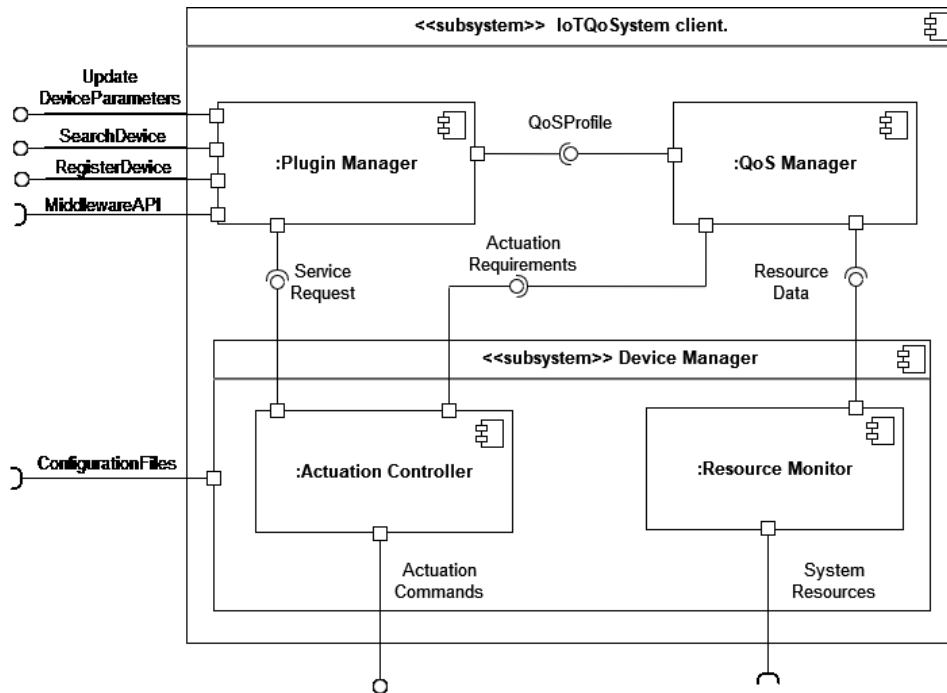 <<subsystem>> IoTQoSystem client.
Update
DeviceParameters
SearchDevice
RegisterDevice
MiddlewareAPI
:Plugin Manager
QoSProfile
:QoS Manager
Service
Request
Actuation
Requirements
Resource
Data
<<subsystem>> Device Manager
ConfigurationFiles
:Actuation Controller
:Resource Monitor
Actuation
Commands
System
Resources